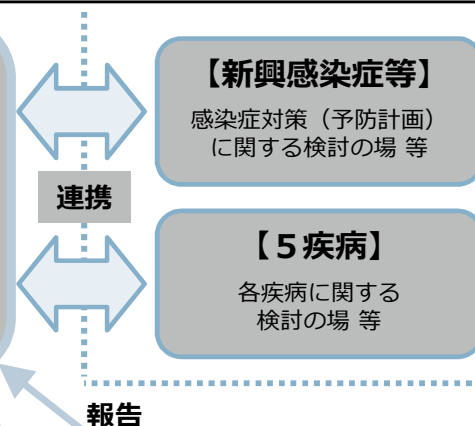 【新興感染症等】
感染症対策（予防計画）
に関する検討の場 等
連携
【５疾病】
各疾病に関する
検討の場 等
報告